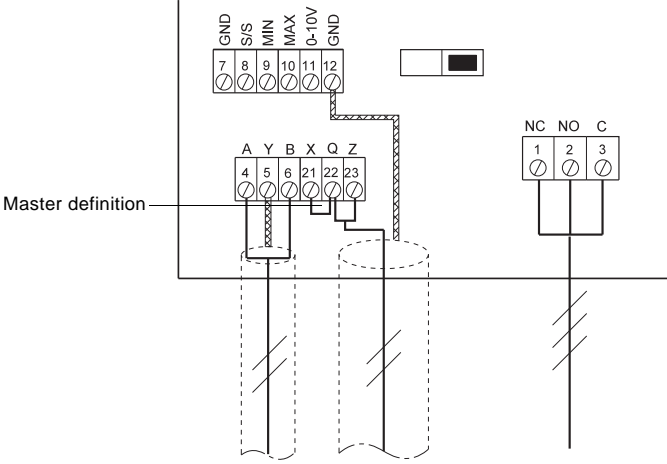 GND S/S MIN MAX 0-10V GND
7 8 9 10 11 12
NC NO C
1 2 3
A Y B X Q Z
4 5 6 21 22 23
Master definition